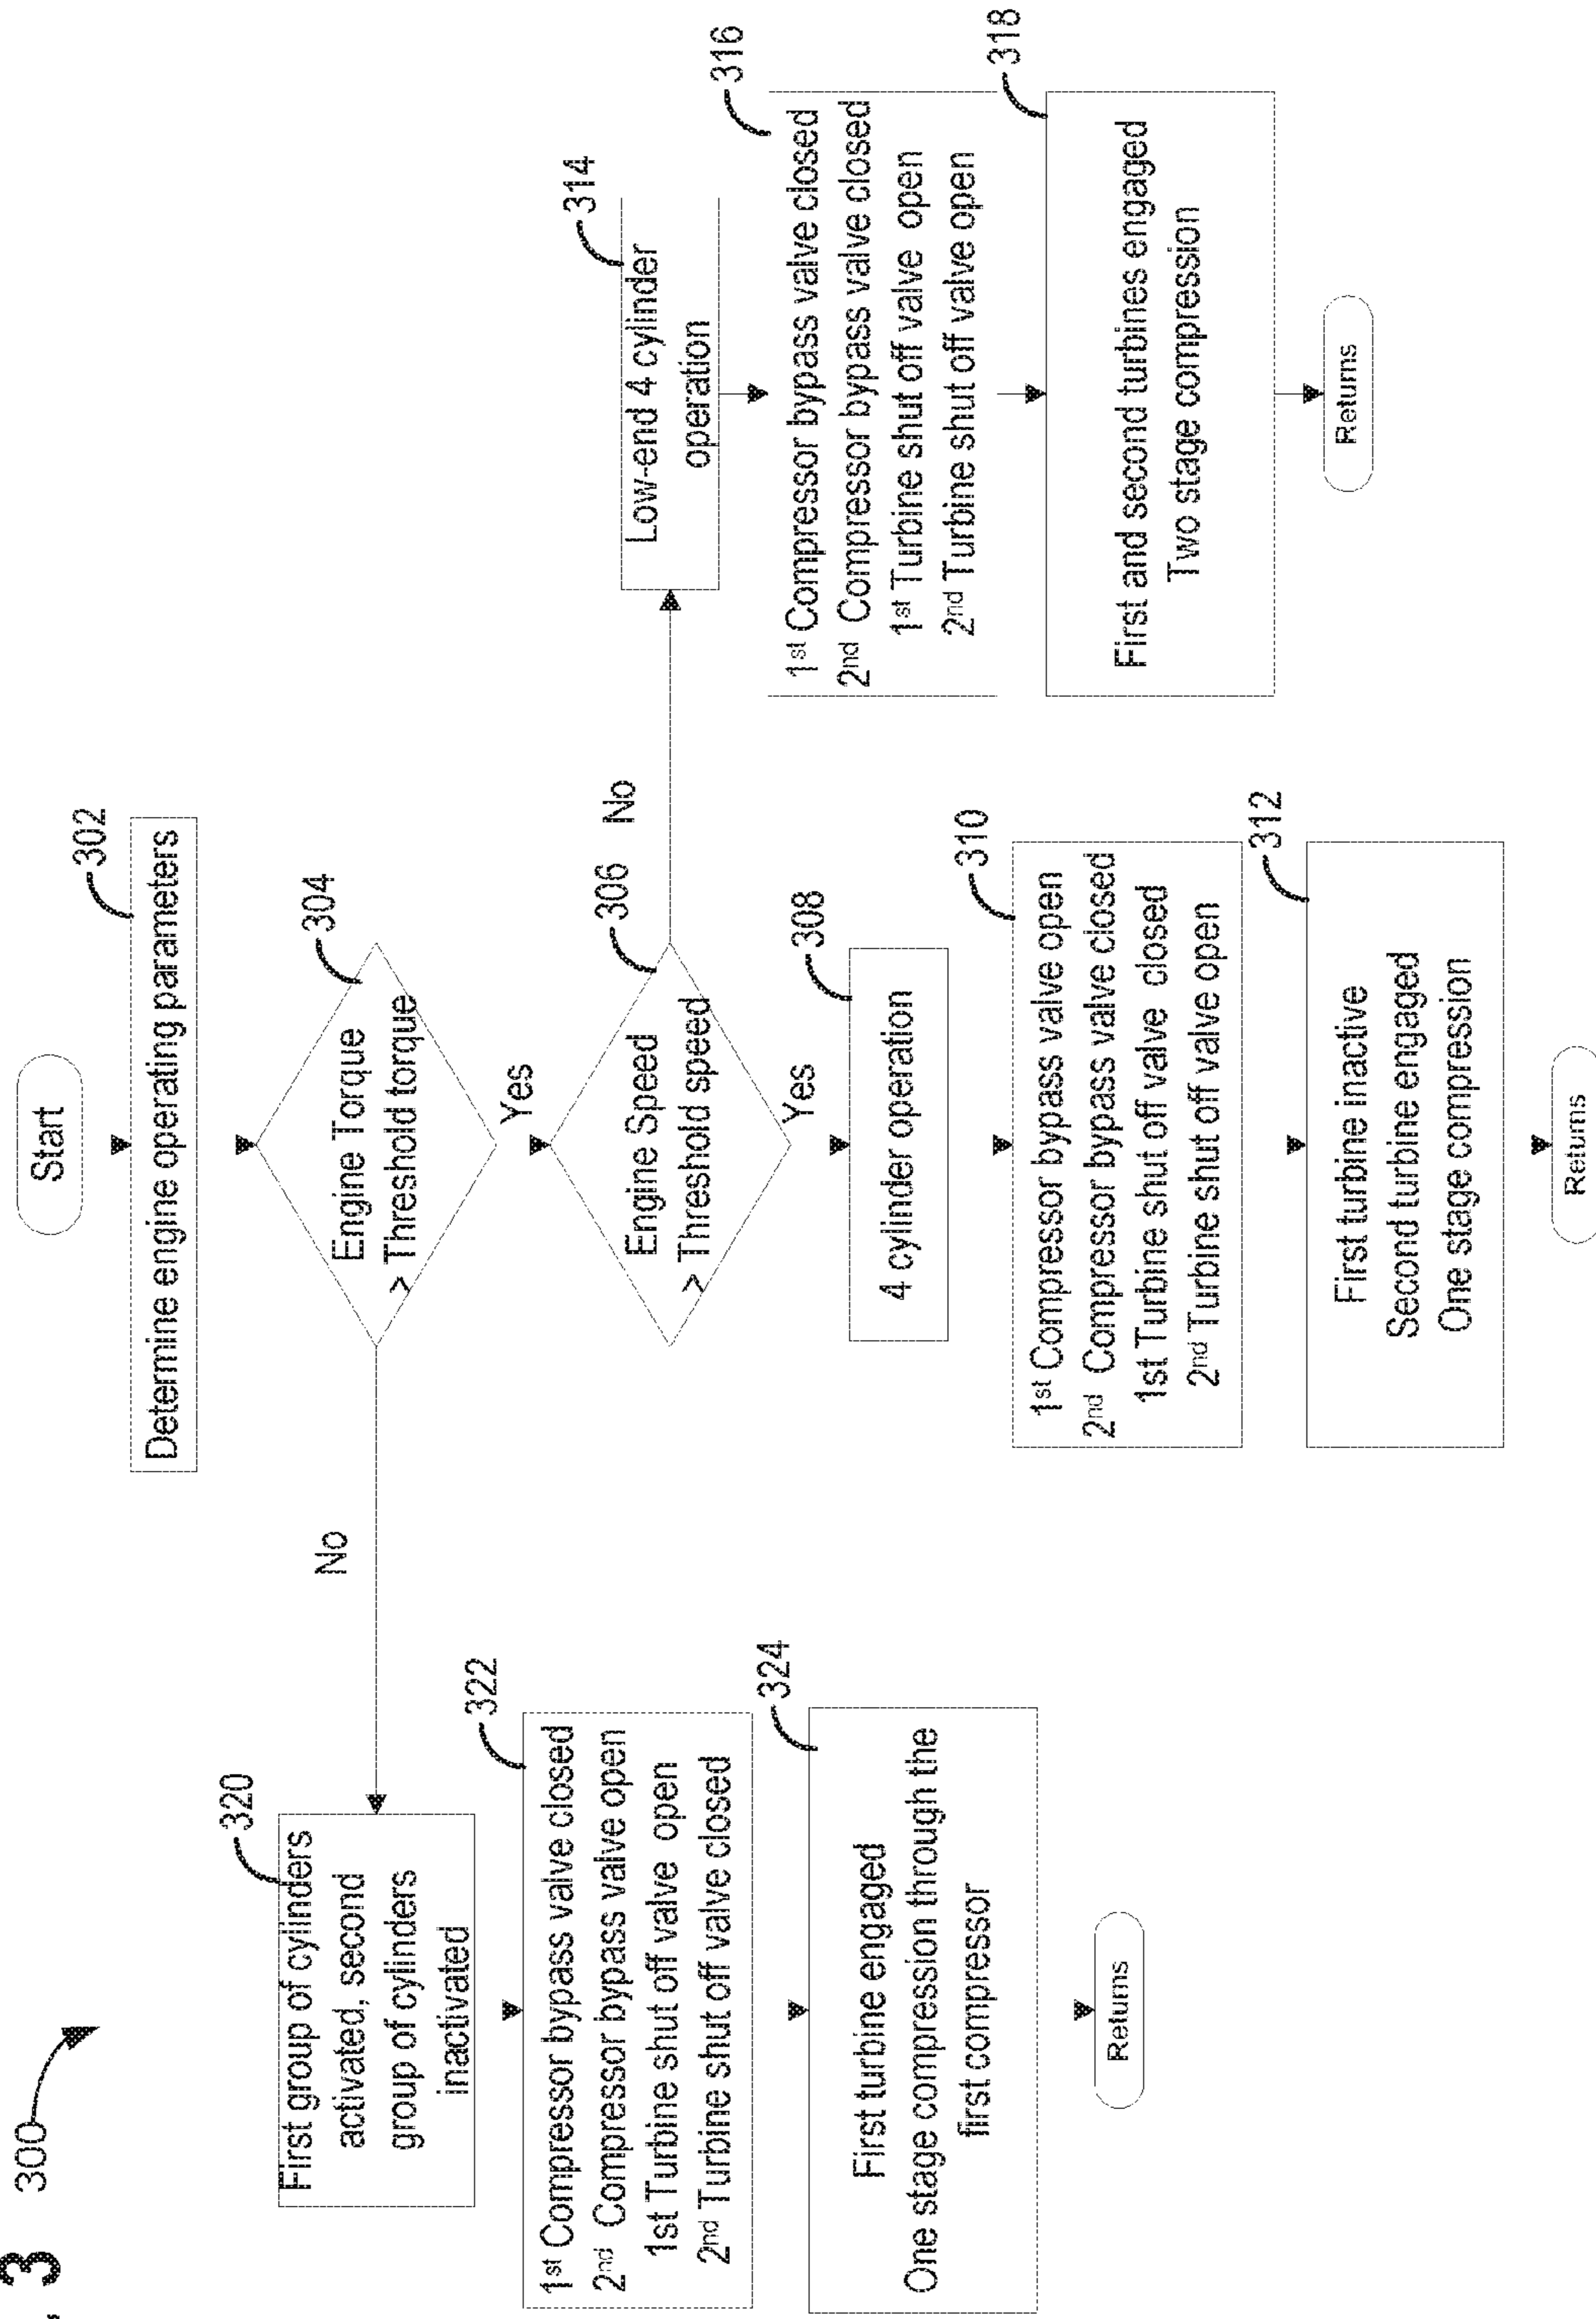 3
300
Start
302
Determine engine operating parameters
304
Engine Torque
> Threshold torque
No
Yes
306
Engine Speed
> Threshold speed
No
Yes
308
4 cylinder operation
310
1st Compressor bypass valve open
2nd Compressor bypass valve closed
1st Turbine shut off valve closed
2nd Turbine shut off valve open
312
First turbine inactive
Second turbine engaged
One stage compression
Returns
314
Low-end 4 cylinder
operation
316
1st Compressor bypass valve closed
2nd Compressor bypass valve closed
1st Turbine shut off valve open
2nd Turbine shut off valve open
318
First and second turbines engaged
Two stage compression
Returns
320
First group of cylinders
activated, second
group of cylinders
inactivated
322
1st Compressor bypass valve closed
2nd Compressor bypass valve open
1st Turbine shut off valve open
2nd Turbine shut off valve closed
324
First turbine engaged
One stage compression through the
first compressor
Returns